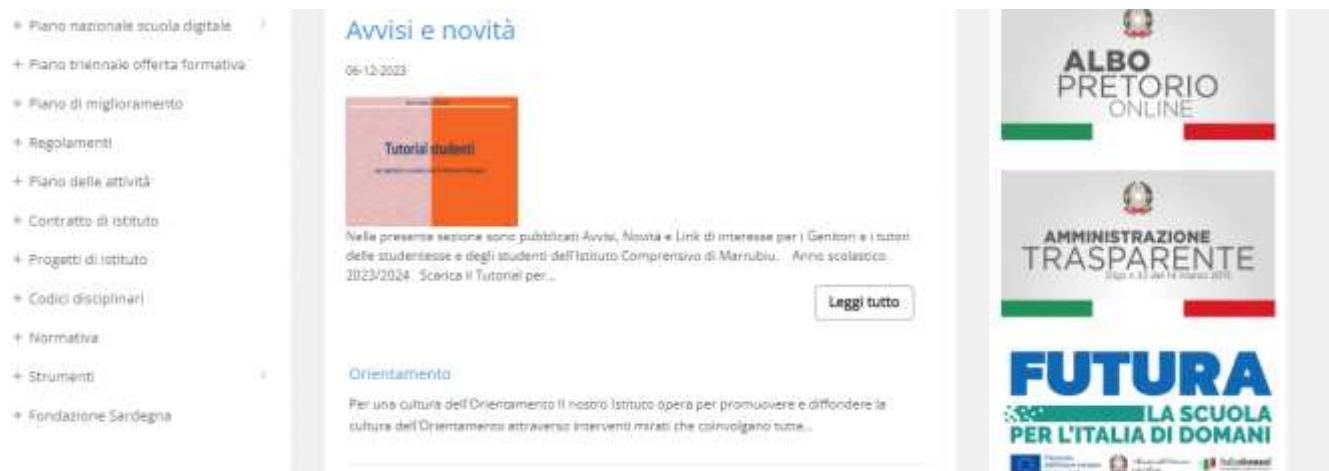 + Piano nazionale scuola digitale
+ Piano triennale offerta formativa
+ Piano di miglioramento
+ Regolamenti
+ Piano delle attività
+ Contratto di istituto
+ Progetti di istituto
+ Codici disciplinari
+ Normativa
+ Strumenti
+ Fondazione Sardegna
Avvisi e novità
06-12-2023
Tutorial studenti
Nella presente sezione sono pubblicati Avvisi, Novità e Link di interesse per i Genitori e i tutori
delle studentesse e degli studenti dell'Istituto Comprensivo di Marrubiu. Anno scolastico
2023/2024 Scarica il Tutorial per...
Leggi tutto
Orientamento
Per una cultura dell'Orientamento Il nostro Istituto opera per promuovere e diffondere la
cultura dell'Orientamento attraverso interventi mirati che coinvolgano tutte...
ALBO
PRETORIO
ONLINE
AMMINISTRAZIONE
TRASPARENTE
FUTURA
LA SCUOLA
PER L'ITALIA DI DOMANI